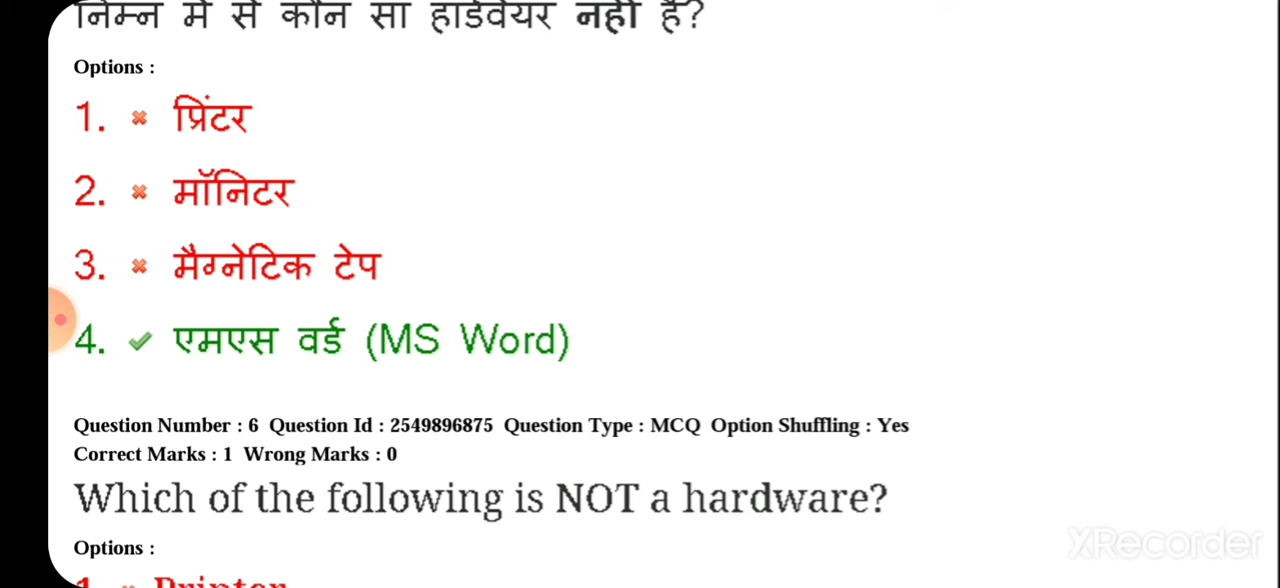 निम्न में से कौन सा हार्डवेयर नहीं है?
Options :
1. प्रिंटर
2. मॉनिटर
3. मैग्नेटिक टेप
4. एमएस वर्ड (MS Word)
Question Number : 6 Question Id : 2549896875 Question Type : MCQ Option Shuffling : Yes
Correct Marks : 1 Wrong Marks : 0
Which of the following is NOT a hardware?
Options :
1. Printer
XRecorder